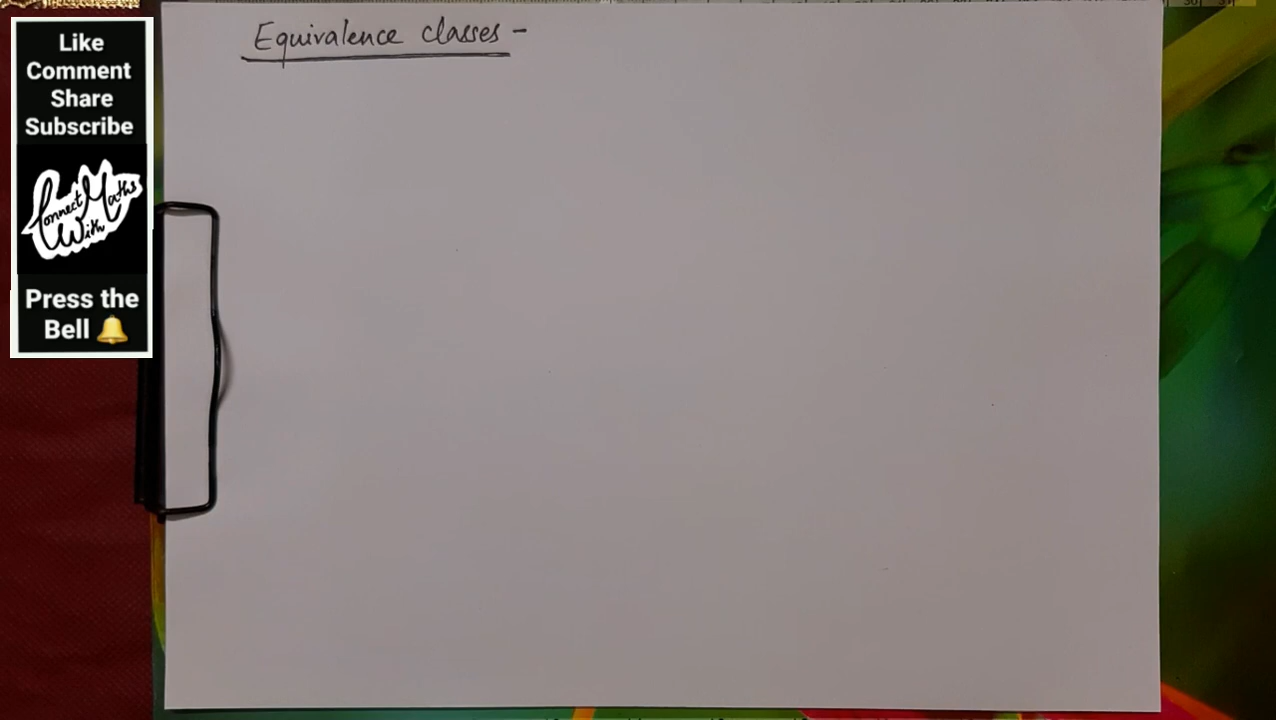 Equivalence classes -
Like
Comment
Share
Subscribe
Connect
With
Maths
Press the
Bell